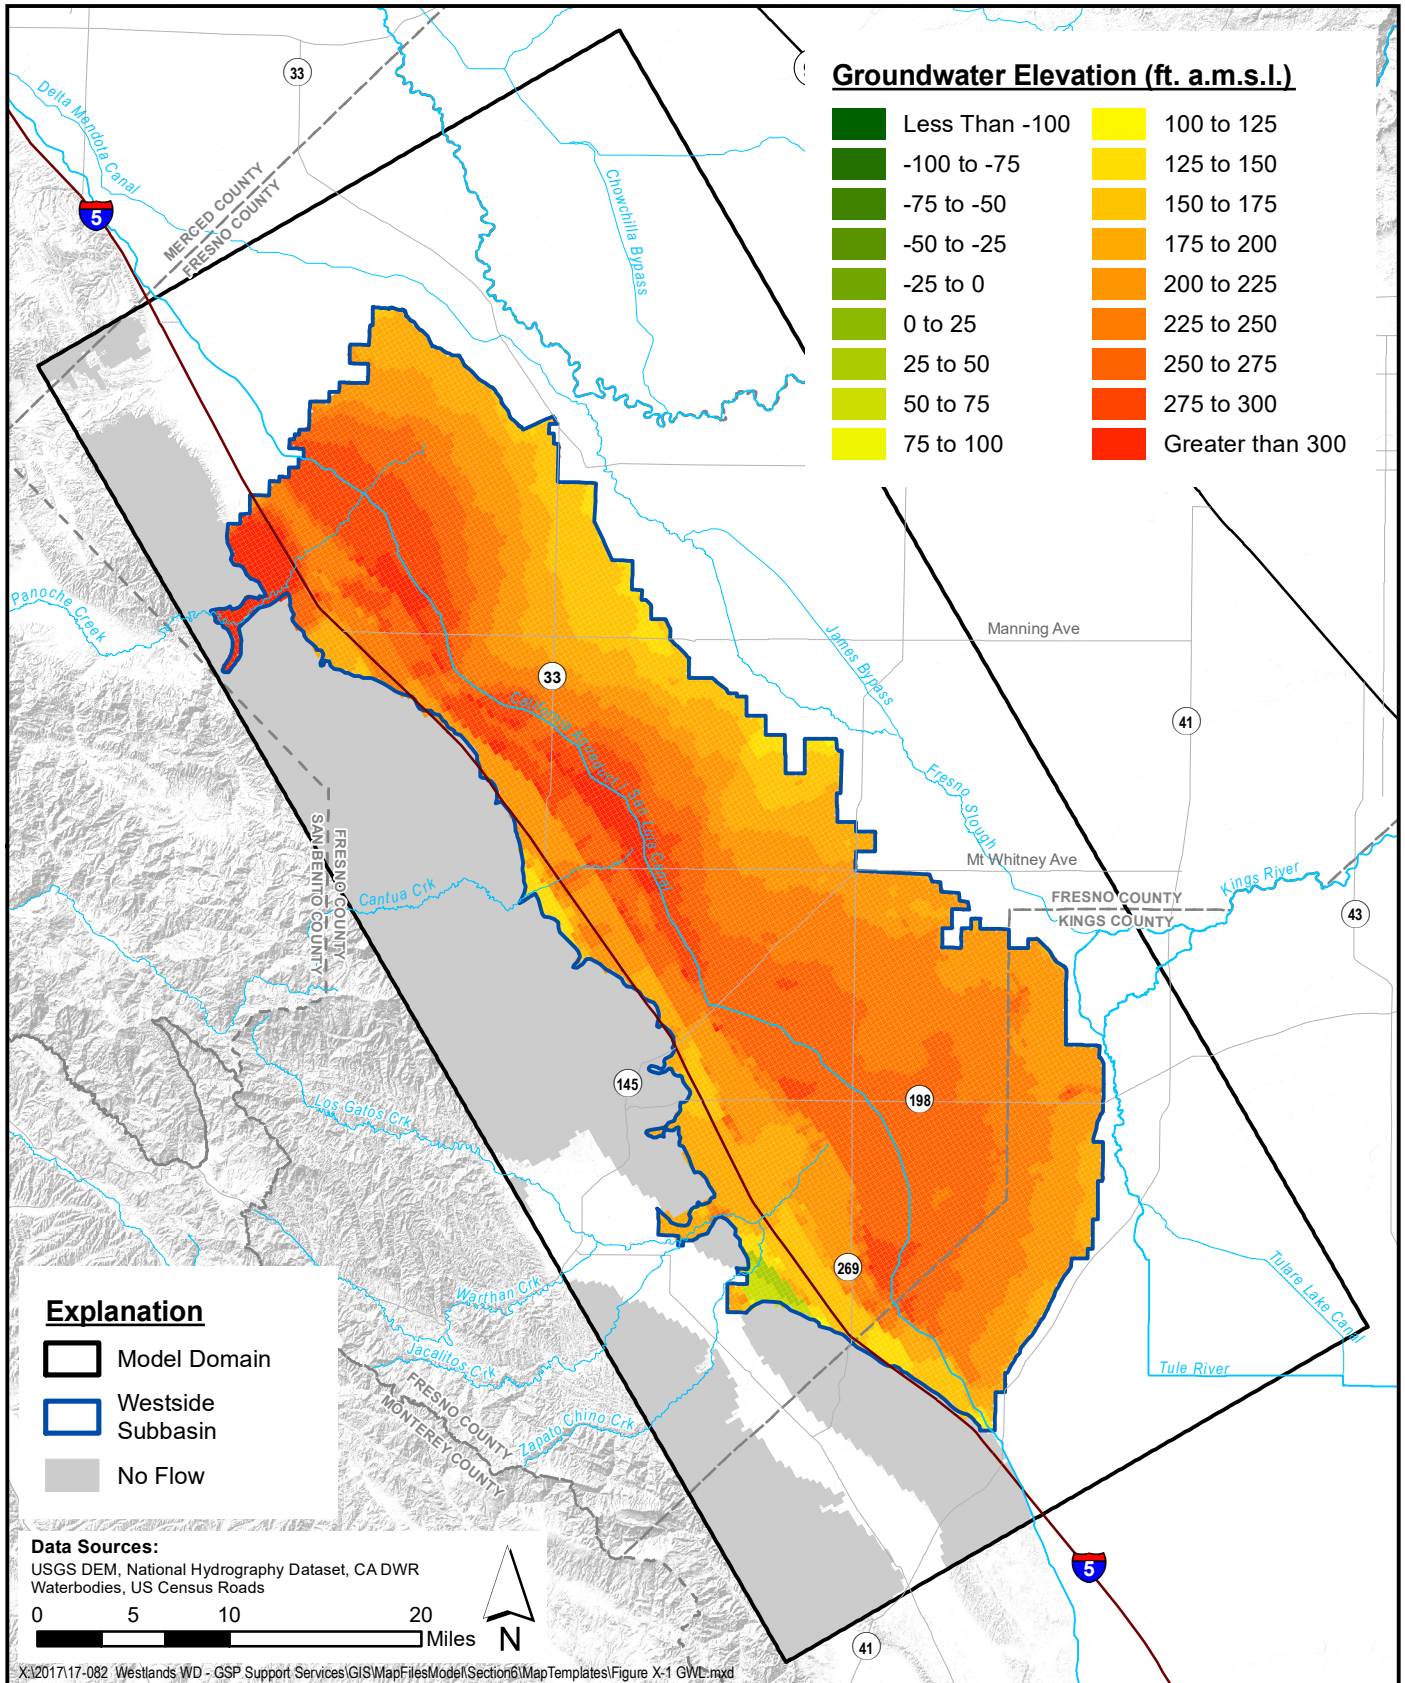 Groundwater Elevation (ft. a.m.s.l.)
Less Than -100
-100 to -75
-75 to -50
-50 to -25
-25 to 0
0 to 25
25 to 50
50 to 75
75 to 100
100 to 125
125 to 150
150 to 175
175 to 200
200 to 225
225 to 250
250 to 275
275 to 300
Greater than 300
33
Delta Mendota Canal
5
MERCED COUNTY
FRESNO COUNTY
Chowchilla Bypass
Panoche Creek
Manning Ave
James Bypass
33
41
California Aqueduct / San Luis Canal
Fresno Slough
SAN BENITO COUNTY
FRESNO COUNTY
Mt Whitney Ave
Cantua Crk
FRESNO COUNTY
KINGS COUNTY
Kings River
43
145
198
Los Gatos Crk
269
Warthan Crk
Tulare Lake Canal
Jacalitos Crk
Tule River
FRESNO COUNTY
MONTEREY COUNTY
Zapato Chino Crk
5
41
Explanation
Model Domain
Westside
Subbasin
No Flow
Data Sources:
USGS DEM, National Hydrography Dataset, CA DWR
Waterbodies, US Census Roads
0 5 10 20
Miles
N
X:\2017\17-082 Westlands WD - GSP Support Services\GIS\MapFilesModel\Section6\MapTemplates\Figure X-1 GWL.mxd